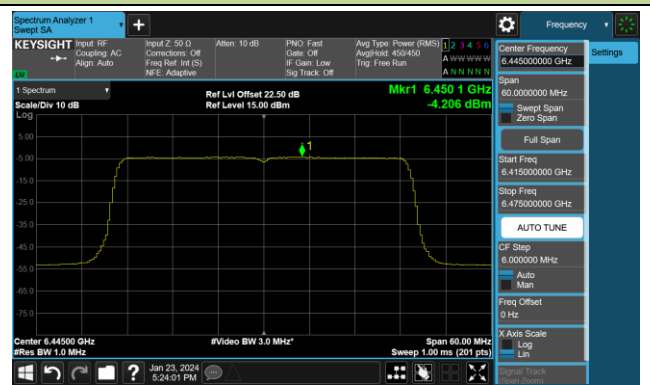 Spectrum Analyzer 1
Swept SA
Frequency
KEYSIGHT
Input: RF
Coupling: AC
Align: Auto
Input Z: 50 Ω
Corrections: Off
Freq Ref: Int (S)
NFE: Adaptive
Atten: 10 dB
PNO: Fast
Gate: Off
IF Gain: Low
Sig Track: Off
Avg Type: Power (RMS)
Avg|Hold: 450/450
Trig: Free Run
1 2 3 4 5 6
A W W W W W
A N N N N N
LW
1 Spectrum
Scale/Div 10 dB
Log
Ref Lvl Offset 22.50 dB
Ref Level 15.00 dBm
Mkr1 6.450 1 GHz
-4.206 dBm
1
5.00
-5.00
-15.0
-25.0
-35.0
-45.0
-55.0
-65.0
-75.0
Center 6.44500 GHz
#Res BW 1.0 MHz
#Video BW 3.0 MHz*
Span 60.00 MHz
Sweep 1.00 ms (201 pts)
Center Frequency
6.445000000 GHz
Settings
Span
60.0000000 MHz
Swept Span
Zero Span
Full Span
Start Freq
6.415000000 GHz
Stop Freq
6.475000000 GHz
AUTO TUNE
CF Step
6.000000 MHz
Auto
Man
Freq Offset
0 Hz
X Axis Scale
Log
Lin
Signal Track
(Span Zoom)
Jan 23, 2024
5:24:01 PM